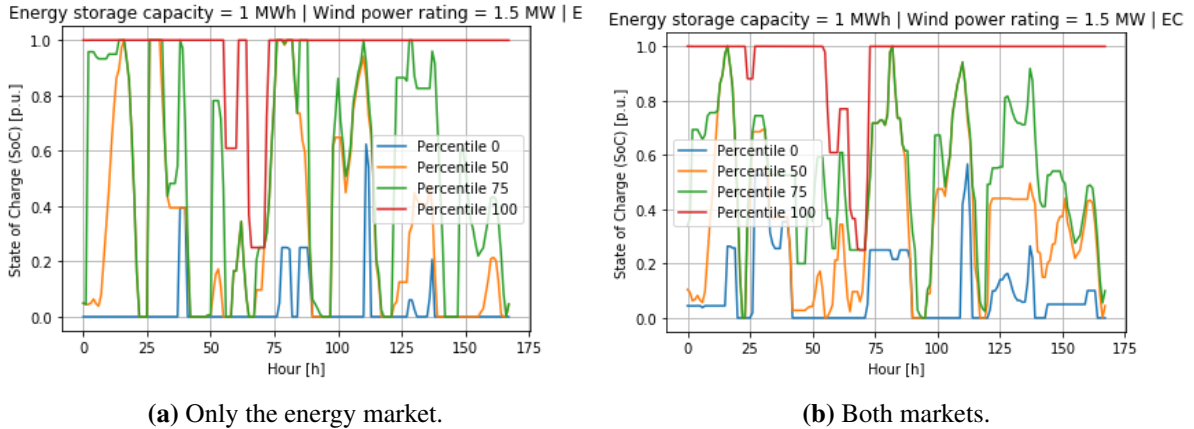 Energy storage capacity = 1 MWh | Wind power rating = 1.5 MW | E
State of Charge (SoC) [p.u.]
1.0
0.8
0.6
0.4
0.2
0.0
Percentile 0
Percentile 50
Percentile 75
Percentile 100
0 25 50 75 100 125 150 175
Hour [h]
(a) Only the energy market.
Energy storage capacity = 1 MWh | Wind power rating = 1.5 MW | EC
State of Charge (SoC) [p.u.]
1.0
0.8
0.6
0.4
0.2
0.0
Percentile 0
Percentile 50
Percentile 75
Percentile 100
0 25 50 75 100 125 150 175
Hour [h]
(b) Both markets.